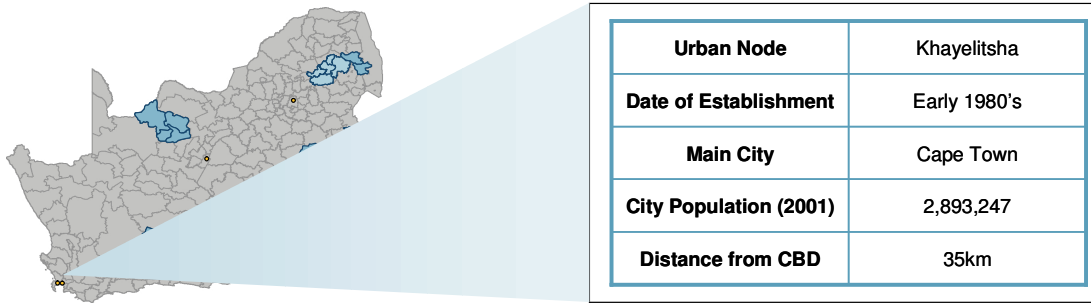 Urban Node Khayelitsha
Date of Establishment Early 1980's
Main City Cape Town
City Population (2001) 2,893,247
Distance from CBD 35km